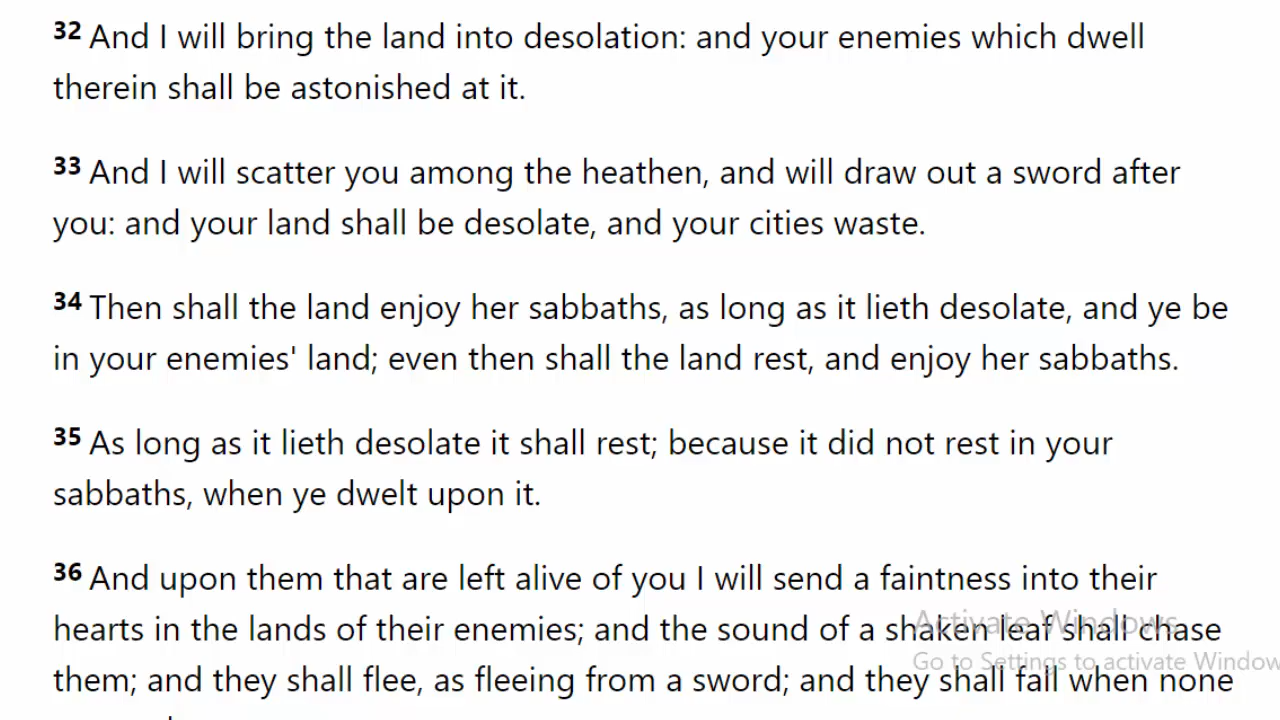 32 And I will bring the land into desolation: and your enemies which dwell
therein shall be astonished at it.
33 And I will scatter you among the heathen, and will draw out a sword after
you: and your land shall be desolate, and your cities waste.
34 Then shall the land enjoy her sabbaths, as long as it lieth desolate, and ye be
in your enemies' land; even then shall the land rest, and enjoy her sabbaths.
35 As long as it lieth desolate it shall rest; because it did not rest in your
sabbaths, when ye dwelt upon it.
36 And upon them that are left alive of you I will send a faintness into their
hearts in the lands of their enemies; and the sound of a shaken leaf shall chase
them; and they shall flee, as fleeing from a sword; and they shall fall when none
Activate Windows
Go to Settings to activate Window